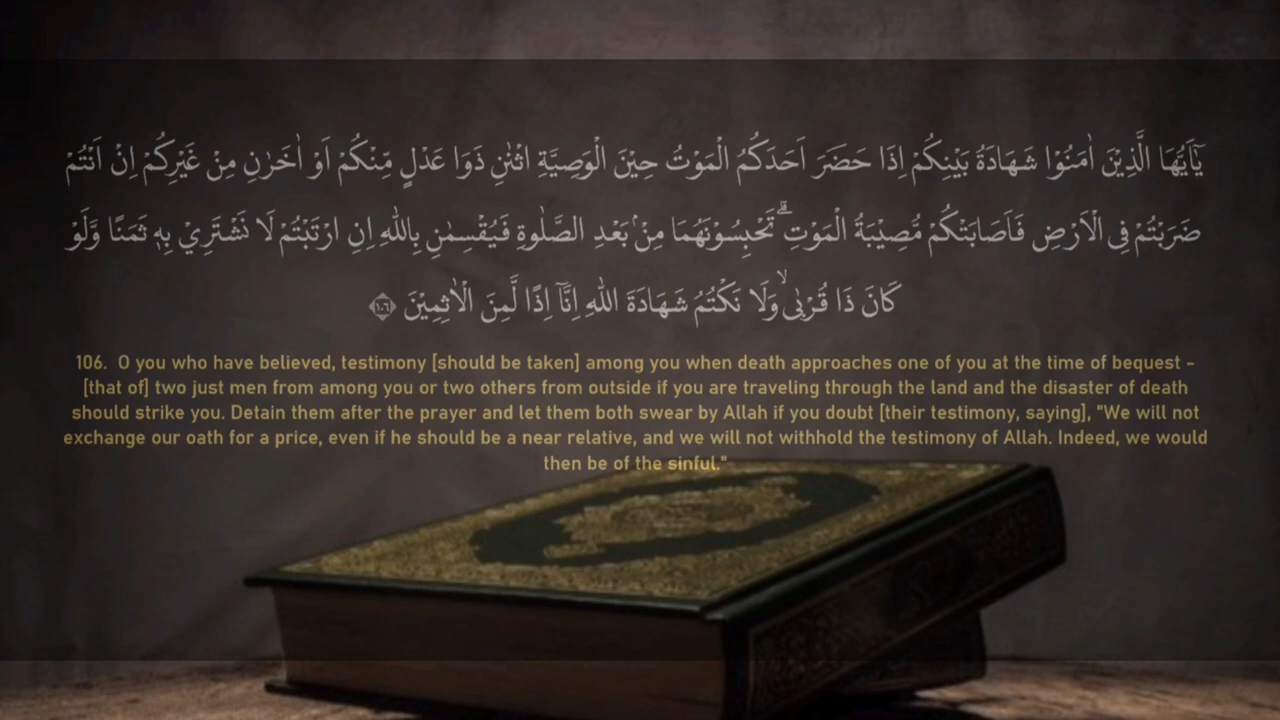 يٰٓاَيُّهَا الَّذِيْنَ اٰمَنُوْا شَهَادَةُ بَيْنِكُمْ اِذَا حَضَرَ اَحَدَكُمُ الْمَوْتُ حِيْنَ الْوَصِيَّةِ اثْنٰنِ ذَوَا عَدْلٍ مِّنْكُمْ اَوْ اٰخَرٰنِ مِنْ غَيْرِكُمْ اِنْ اَنْتُمْ
ضَرَبْتُمْ فِى الْاَرْضِ فَاَصَابَتْكُمْ مُّصِيْبَةُ الْمَوْتِۗ تَحْبِسُوْنَهُمَا مِنْۢ بَعْدِ الصَّلٰوةِ فَيُقْسِمٰنِ بِاللّٰهِ اِنِ ارْتَبْتُمْ لَا نَشْتَرِيْ بِهٖ ثَمَنًا وَّلَوْ
كَانَ ذَا قُرْبٰىۙ وَلَا نَكْتُمُ شَهَادَةَ اللّٰهِ اِنَّآ اِذًا لَّمِنَ الْاٰثِمِيْنَ ﴿١٠٦﴾
106. O you who have believed, testimony [should be taken] among you when death approaches one of you at the time of bequest -
[that of] two just men from among you or two others from outside if you are traveling through the land and the disaster of death
should strike you. Detain them after the prayer and let them both swear by Allah if you doubt [their testimony, saying], "We will not
exchange our oath for a price, even if he should be a near relative, and we will not withhold the testimony of Allah. Indeed, we would
then be of the sinful."